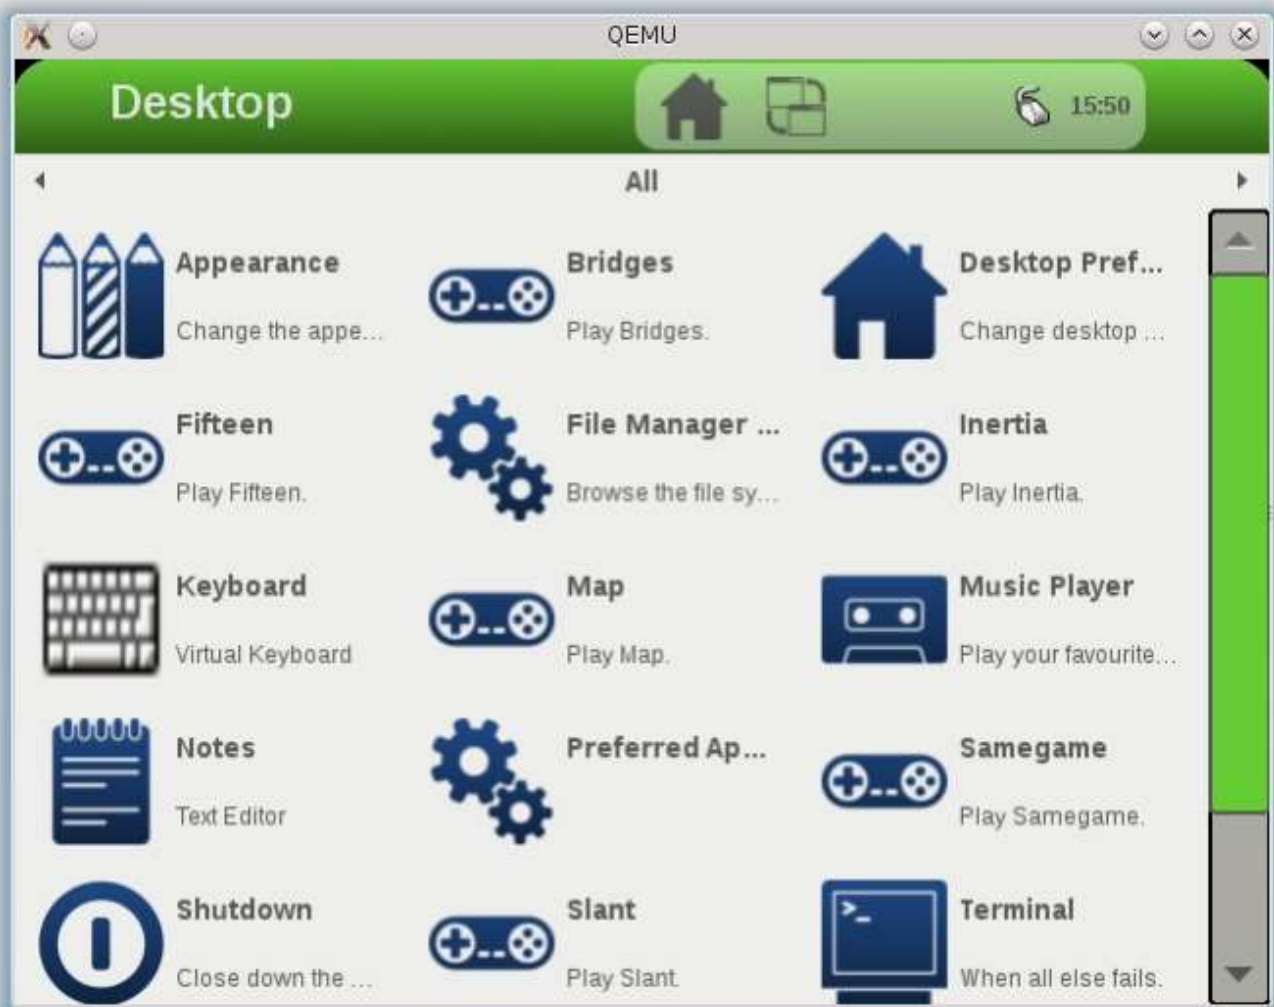 QEMU
Desktop
15:50
All
Appearance
Change the appe...
Bridges
Play Bridges.
Desktop Pref...
Change desktop ...
Fifteen
Play Fifteen.
File Manager ...
Browse the file sy...
Inertia
Play Inertia.
Keyboard
Virtual Keyboard
Map
Play Map.
Music Player
Play your favourite...
Notes
Text Editor
Preferred Ap...
Samegame
Play Samegame.
Shutdown
Close down the ...
Slant
Play Slant.
>_
Terminal
When all else fails.